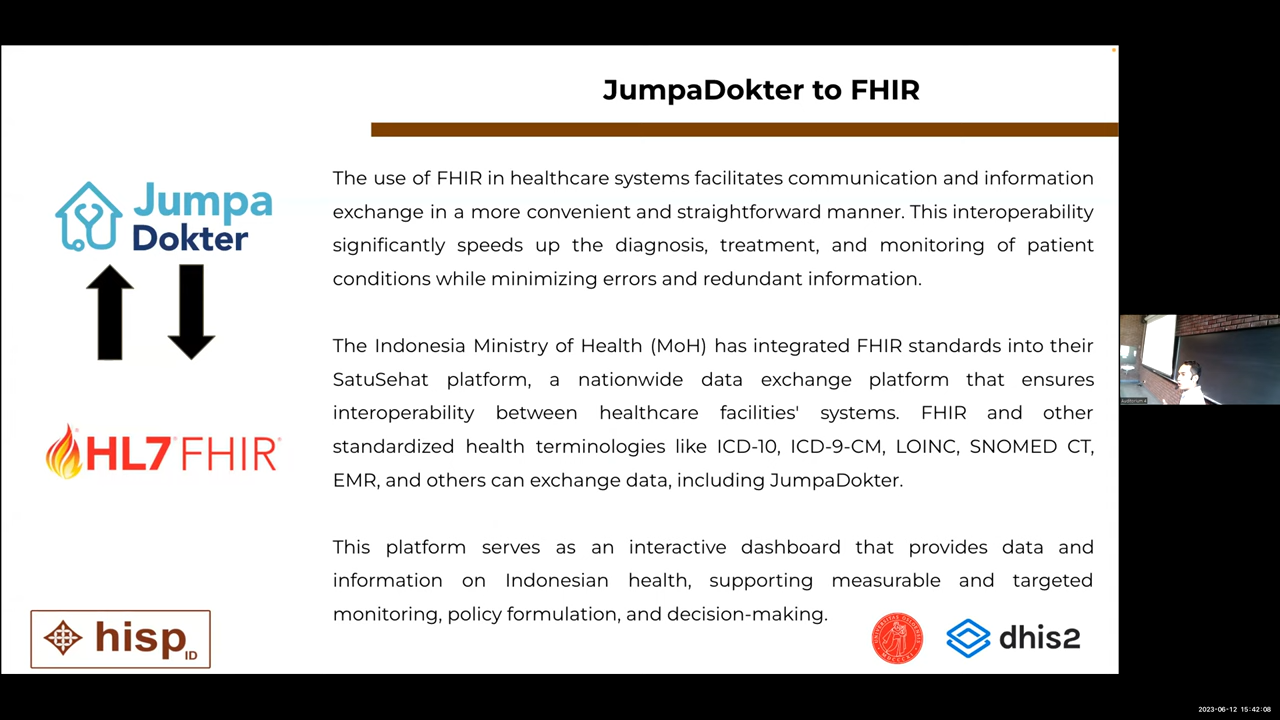 JumpaDokter to FHIR
Jumpa
Dokter
HL7 FHIR
The use of FHIR in healthcare systems facilitates communication and information
exchange in a more convenient and straightforward manner. This interoperability
significantly speeds up the diagnosis, treatment, and monitoring of patient
conditions while minimizing errors and redundant information.
The Indonesia Ministry of Health (MoH) has integrated FHIR standards into their
SatuSehat platform, a nationwide data exchange platform that ensures
interoperability between healthcare facilities' systems. FHIR and other
standardized health terminologies like ICD-10, ICD-9-CM, LOINC, SNOMED CT,
EMR, and others can exchange data, including JumpaDokter.
This platform serves as an interactive dashboard that provides data and
information on Indonesian health, supporting measurable and targeted
monitoring, policy formulation, and decision-making.
hisp ID
dhis2
2023-06-12 15:42:08